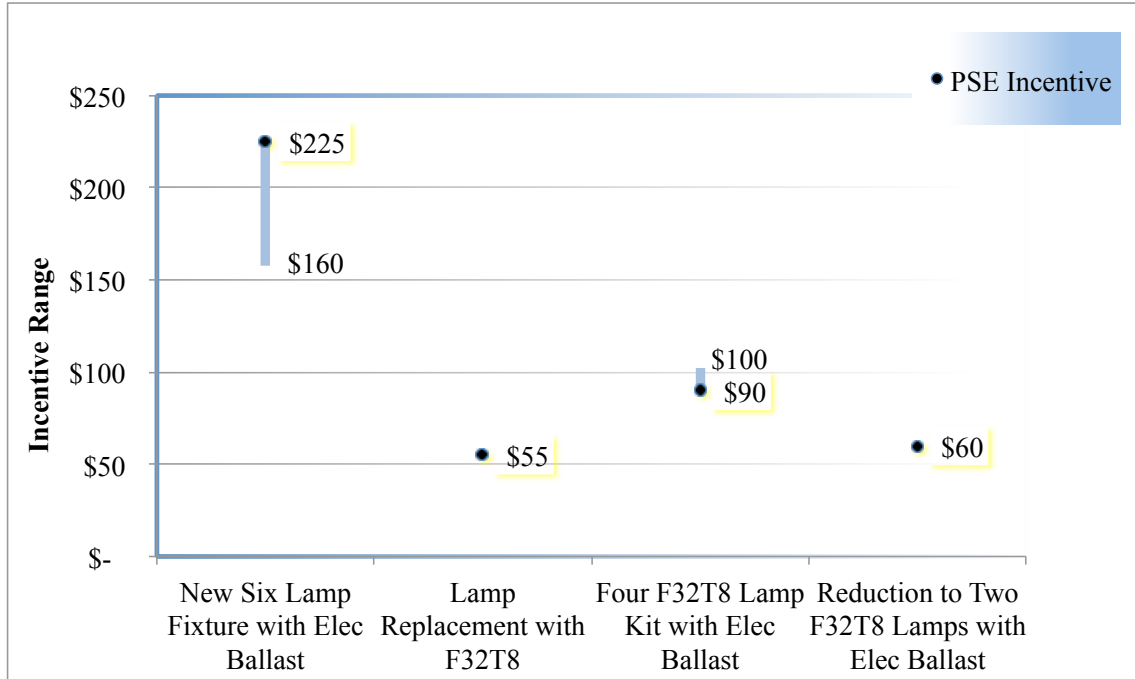 PSE Incentive
$250
$225
$200
$160
$150
$100
$100
$90
$50
$55
$60
$-
Incentive Range
New Six Lamp
Fixture with Elec
Ballast
Lamp
Replacement with
F32T8
Four F32T8 Lamp
Kit with Elec
Ballast
Reduction to Two
F32T8 Lamps with
Elec Ballast